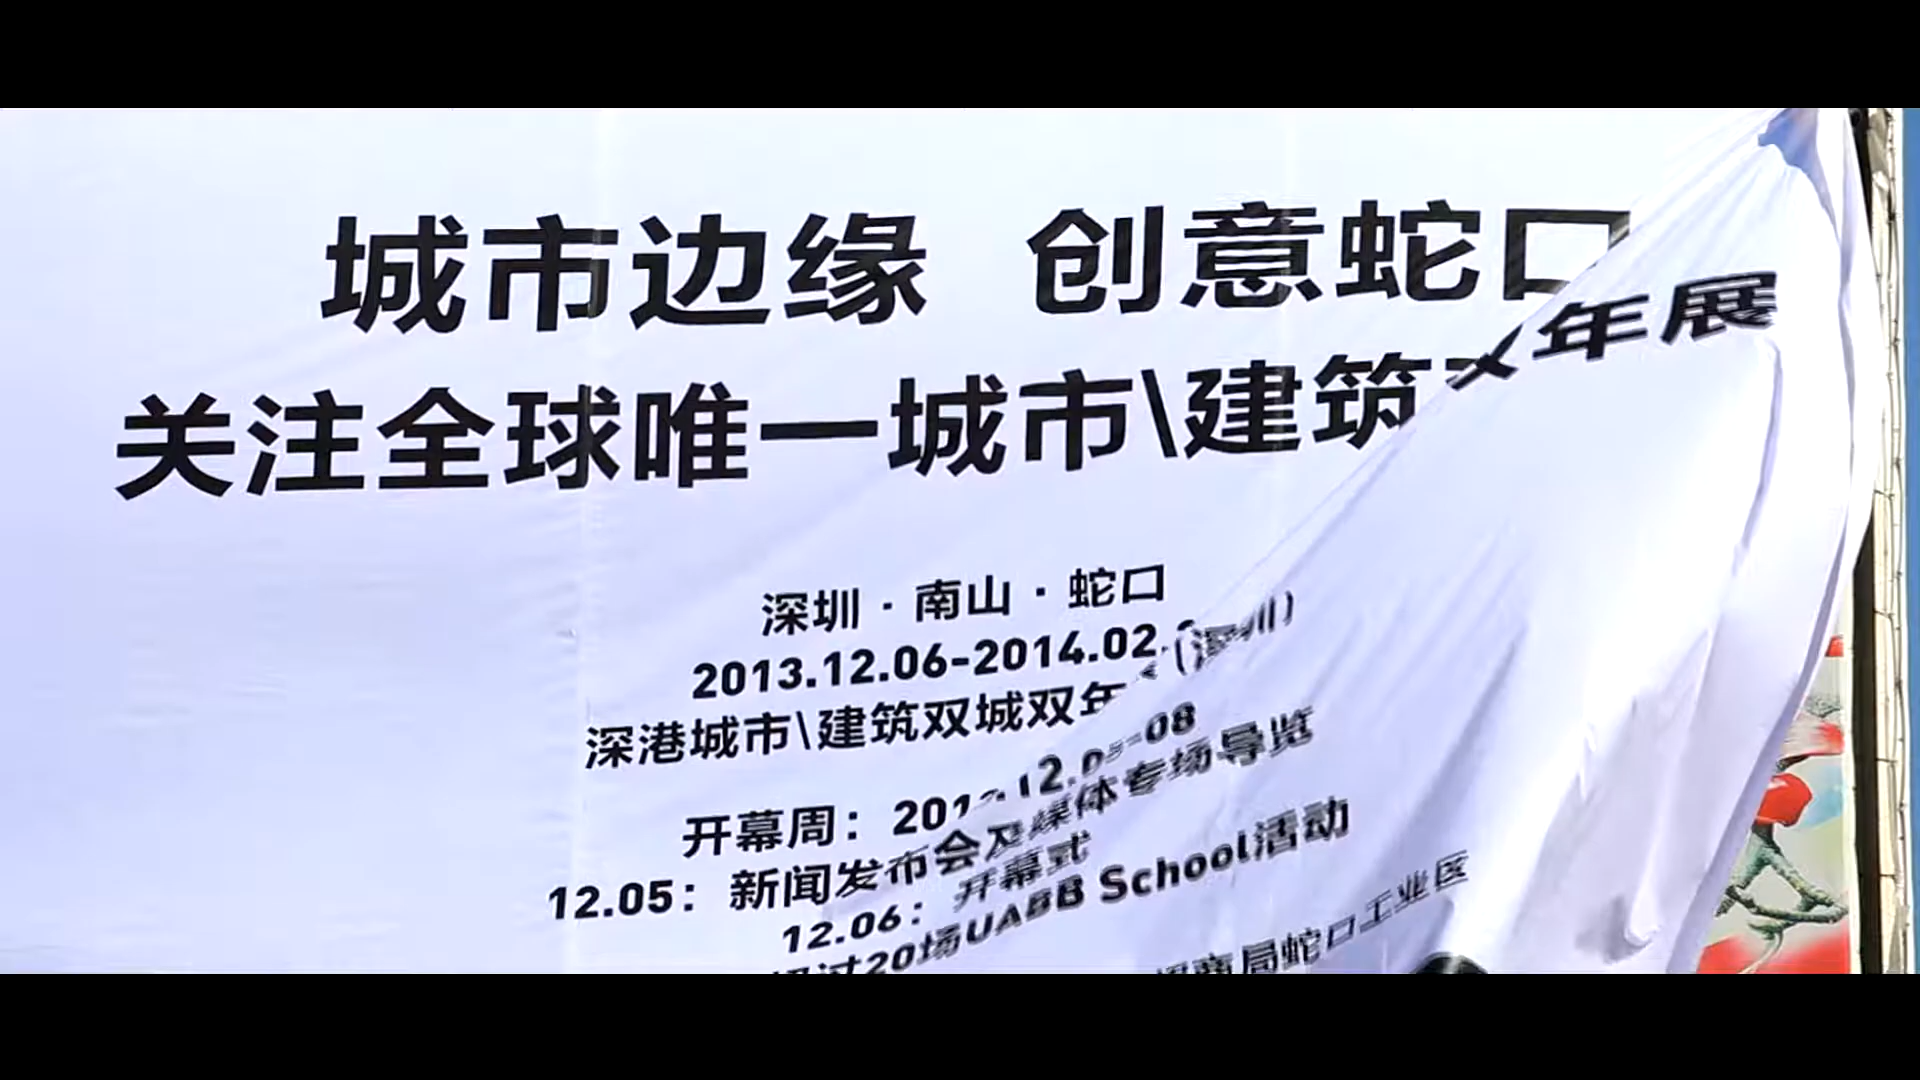 城市边缘 创意蛇口
关注全球唯一城市\建筑双年展
深圳·南山·蛇口
2013.12.06-2014.02.
深港城市\建筑双城双年 (深圳)
开幕周：201 12.05-08
12.05：新闻发布会及媒体专场导览
12.06：开幕式
超过20场UABB School活动
招商局蛇口工业区